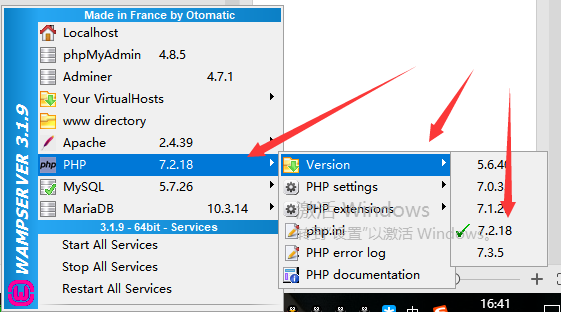 Made in France by Otomatic
WAMPSERVER 3.1.9
Localhost
phpMyAdmin 4.8.5
Adminer 4.7.1
Your VirtualHosts
www directory
Apache 2.4.39
php PHP 7.2.18
MySQL 5.7.26
MariaDB 10.3.14
3.1.9 - 64bit - Services
Start All Services
Stop All Services
Restart All Services
Version
PHP settings
PHP extensions
php.ini
PHP error log
PHP documentation
5.6.40
7.0.3
7.1.2
7.2.18
7.3.5
激活 Windows
转到"设置"以激活 Windows。
中
16:41